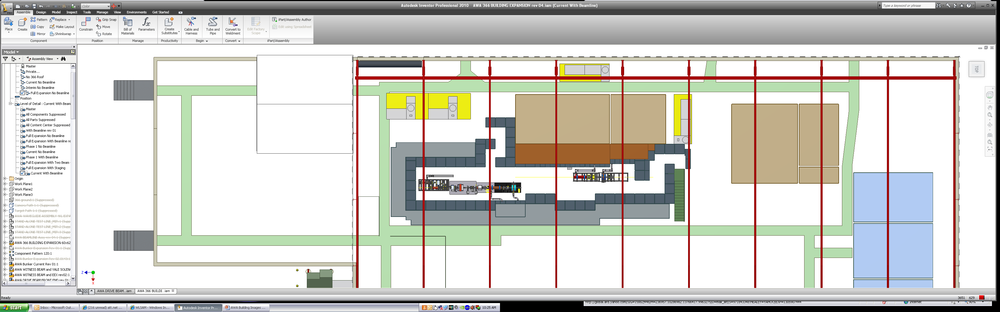 Color
Autodesk Inventor Professional 2010 AWA 366 BUILDING EXPANSION rev 04.iam (Current With Beamline)
Type a keyword or phrase
PRO
Assemble Design Model Inspect Tools Manage View Environments Get Started
Place
Create
Pattern
Copy
Mirror
Replace
Make Layout
Shrinkwrap
Component
Constrain
Grip Snap
Move
Rotate
Position
Bill of Materials
Parameters
Manage
Create Substitutes
Productivity
Cable and Harness
Tube and Pipe
Begin
Convert to Weldment
Convert
Edit Factory Scope
iPart/iAssembly Author
Edit using Spreadsheet
iPart/iAssembly
Model
Assembly View
Master
Private...
No 366 Roof
Current No Beamline
Interim No Beamline
Full Expansion No Beamline
Position
Level of Detail : Current With Beam
Master
All Components Suppressed
All Parts Suppressed
All Content Center Suppressed
With Beamline rev 01
Full Expansion No Beamline
Full Expansion With Beamline re
Phase 1 No Beamline
Current No Beamline
Phase 1 With Beamline
Full Expansion With Two Beam
Full Expansion With Staging
Current With Beamline
Origin
Work Plane1
Work Plane2
Work Plane3
366 ground:1 (Suppressed)
Camera Path 1:1 (Suppressed)
Target Path 1:1 (Suppressed)
AWA WAVEGUIDE ASSEMBLY 4KL EXPA
STAND ALONE TEST LINE_MIR:1 (Supp
STAND ALONE TEST LINE_MIR:2 (Supp
STAND ALONE TEST LINE_MIR:3 (Supp
AWA BEAMLINE Assy rev 04:1 (Suppre
AWA 366 BUILDING EXPANSION 60x62
AWA Bunker Expansion Rev 01:1 (Supp
Component Pattern 120:1
AWA Bunker Expansion Rev 02.0143:1
AWA Bunker Current Rev 01:1
AWA WITNESS BEAM and YALE SOLENO
AWA WITNESS BEAM and EEX rev02:1
AWA DRIVE BEAM FRONT END rev 01:
TOP
Z
X
AWA DRIVE BEAM....iam
AWA 366 BUILDI...iam
Ready
3651 629
Internet
90%
start
Inbox - Microsoft Out...
(216 unread) att.net ...
WLSAM - Windows In...
Autodesk Inventor Pr...
AWA Building Images ...
10:25 AM